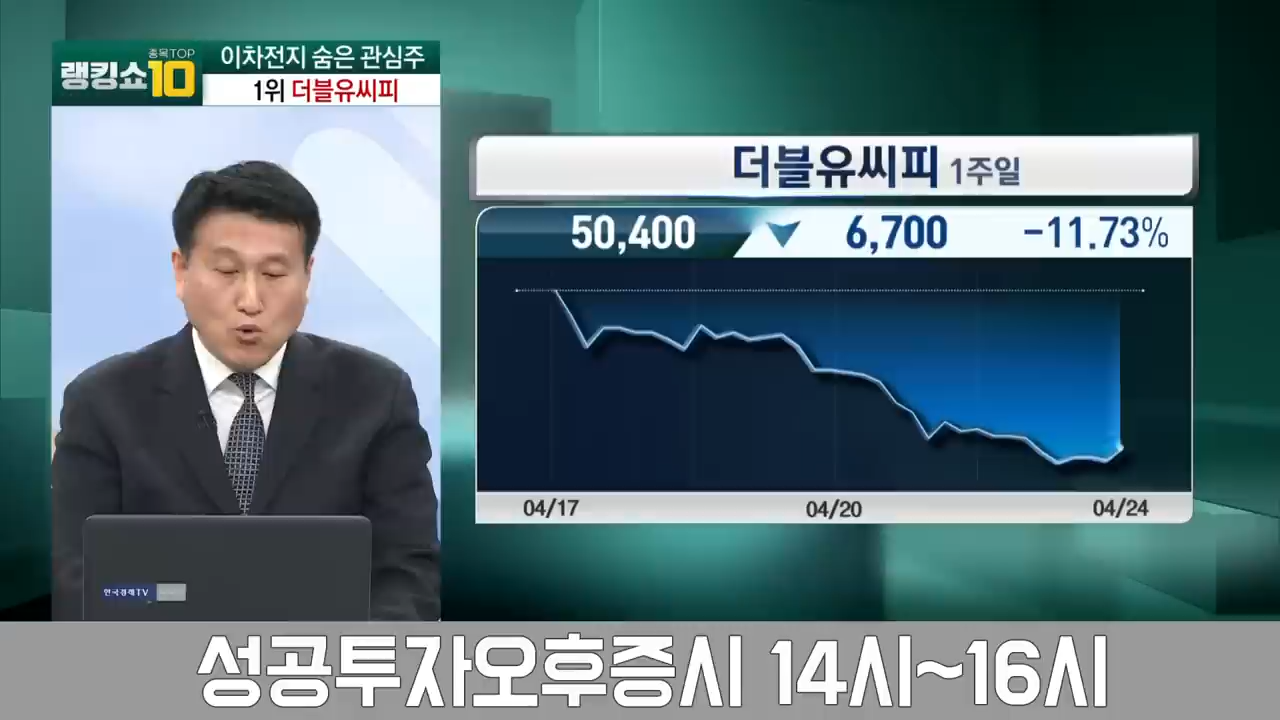 종목TOP
랭킹쇼10
이차전지 숨은 관심주
1위 더블유씨피
더블유씨피 1주일
50,400 ▼ 6,700 -11.73%
04/17 04/20 04/24
한국경제TV
성공투자오후증시 14시~16시